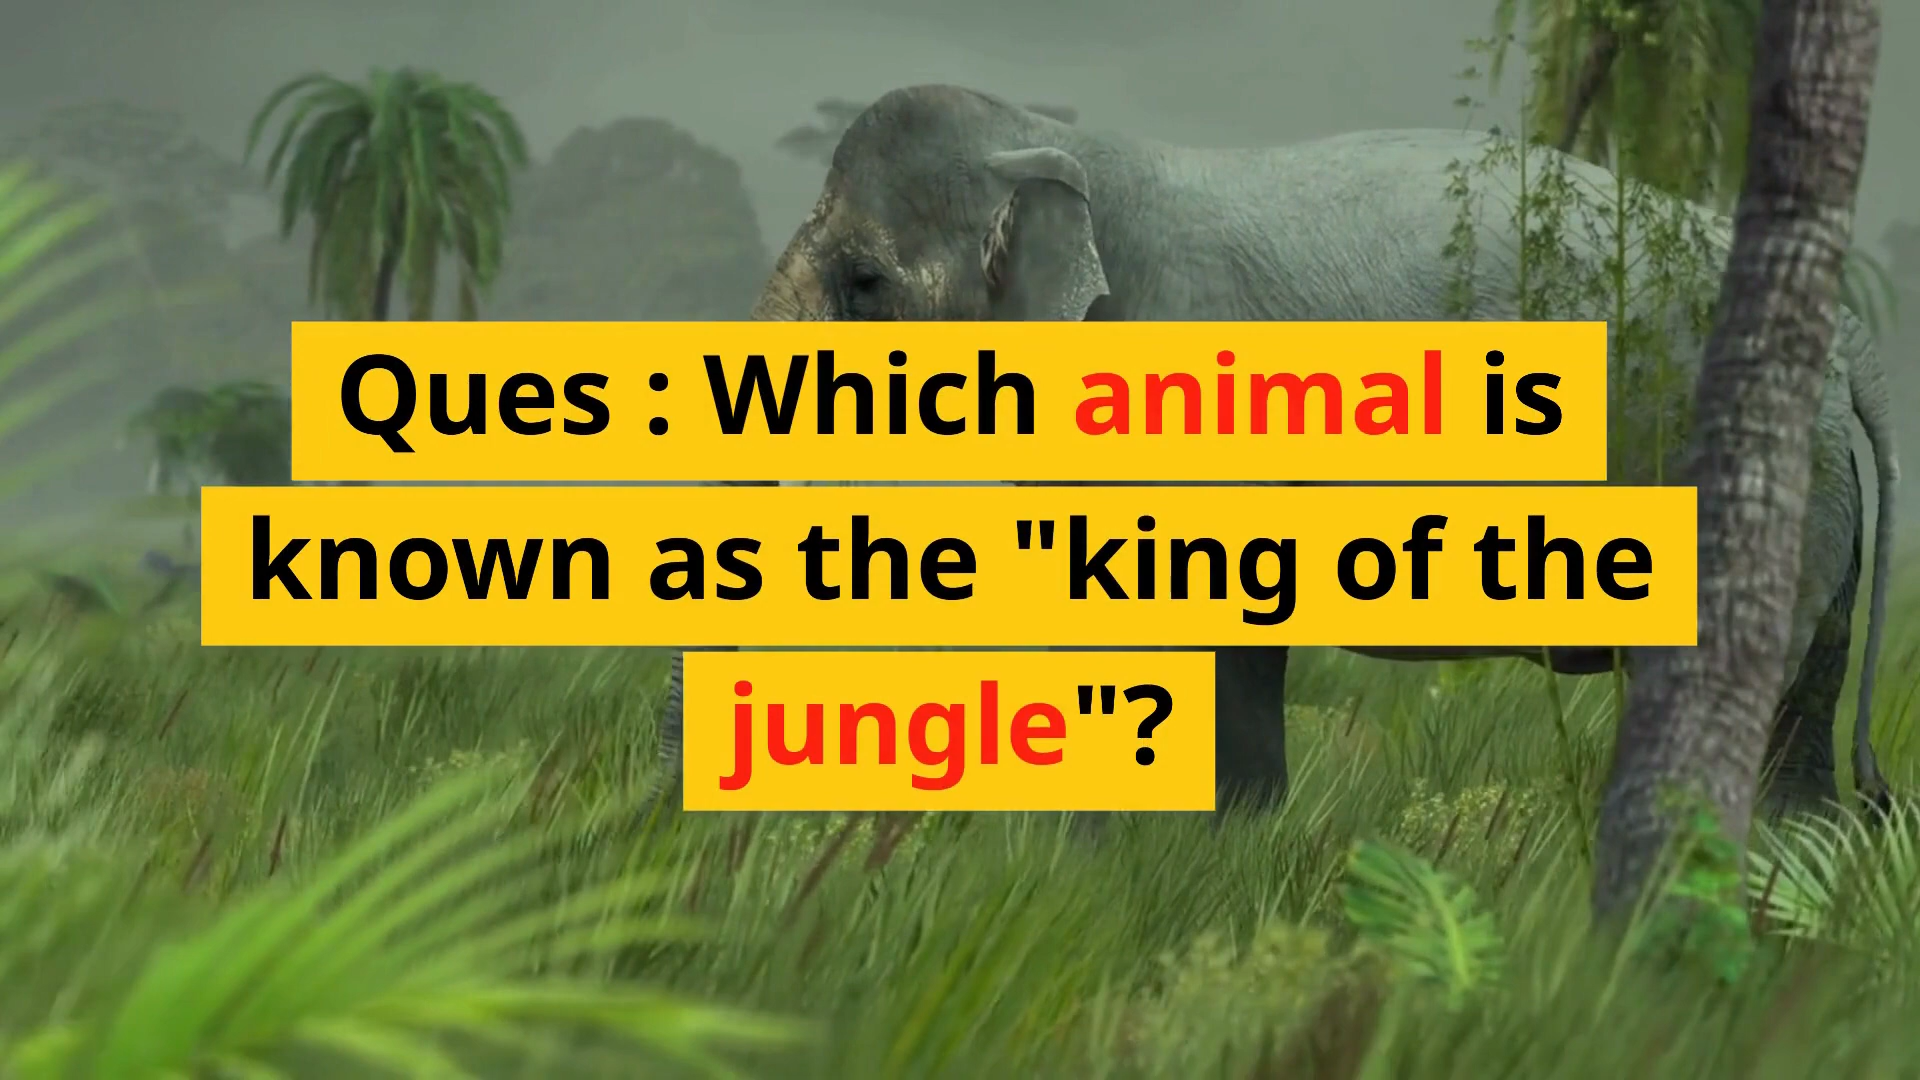 Ques : Which animal is
known as the "king of the
jungle"?